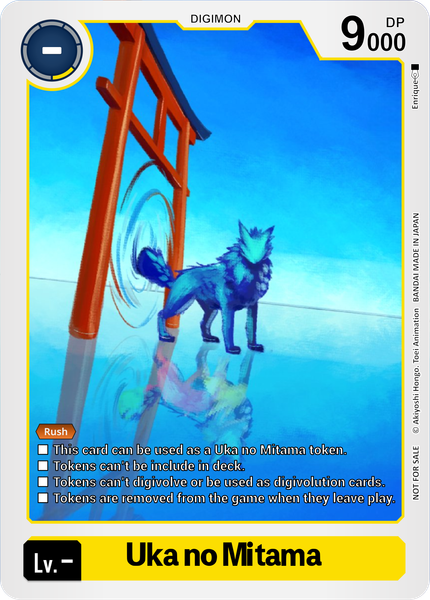 DIGIMON
-
DP
9000
Enrique
Rush
This card can be used as a Uka no Mitama token.
Tokens can't be include in deck.
Tokens can't digivolve or be used as digivolution cards.
Tokens are removed from the game when they leave play.
NOT FOR SALE © Akiyoshi Hongo. Toei Animation BANDAI MADE IN JAPAN
Lv.-
Uka no Mitama